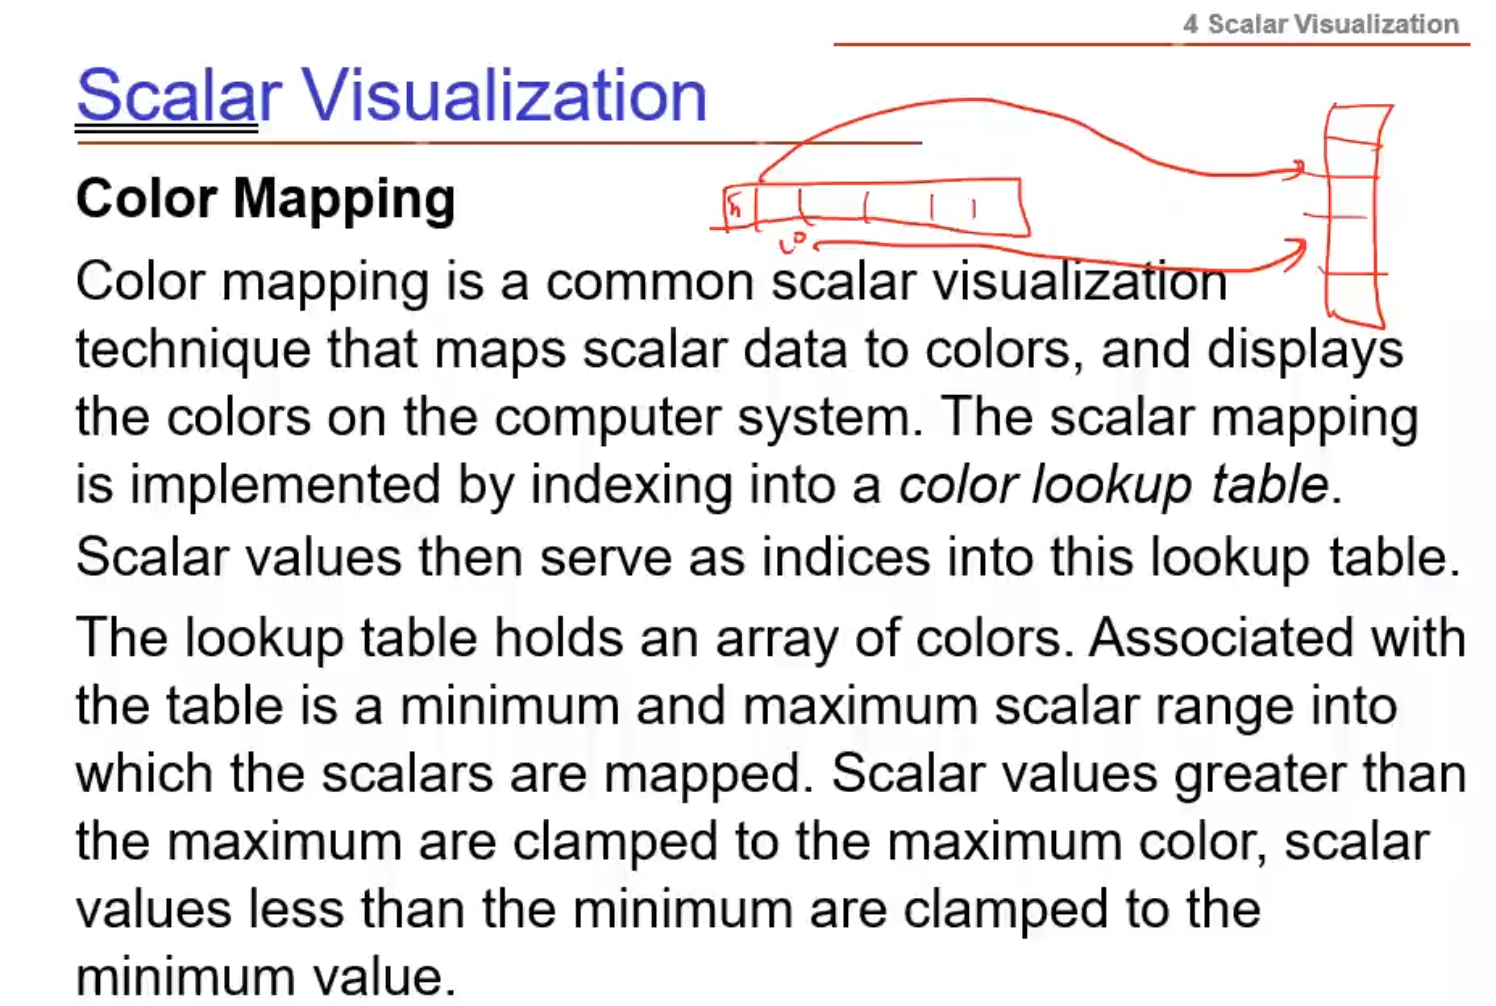 4 Scalar Visualization
Scalar Visualization
Color Mapping
Color mapping is a common scalar visualization
technique that maps scalar data to colors, and displays
the colors on the computer system. The scalar mapping
is implemented by indexing into a color lookup table.
Scalar values then serve as indices into this lookup table.
The lookup table holds an array of colors. Associated with
the table is a minimum and maximum scalar range into
which the scalars are mapped. Scalar values greater than
the maximum are clamped to the maximum color, scalar
values less than the minimum are clamped to the
minimum value.